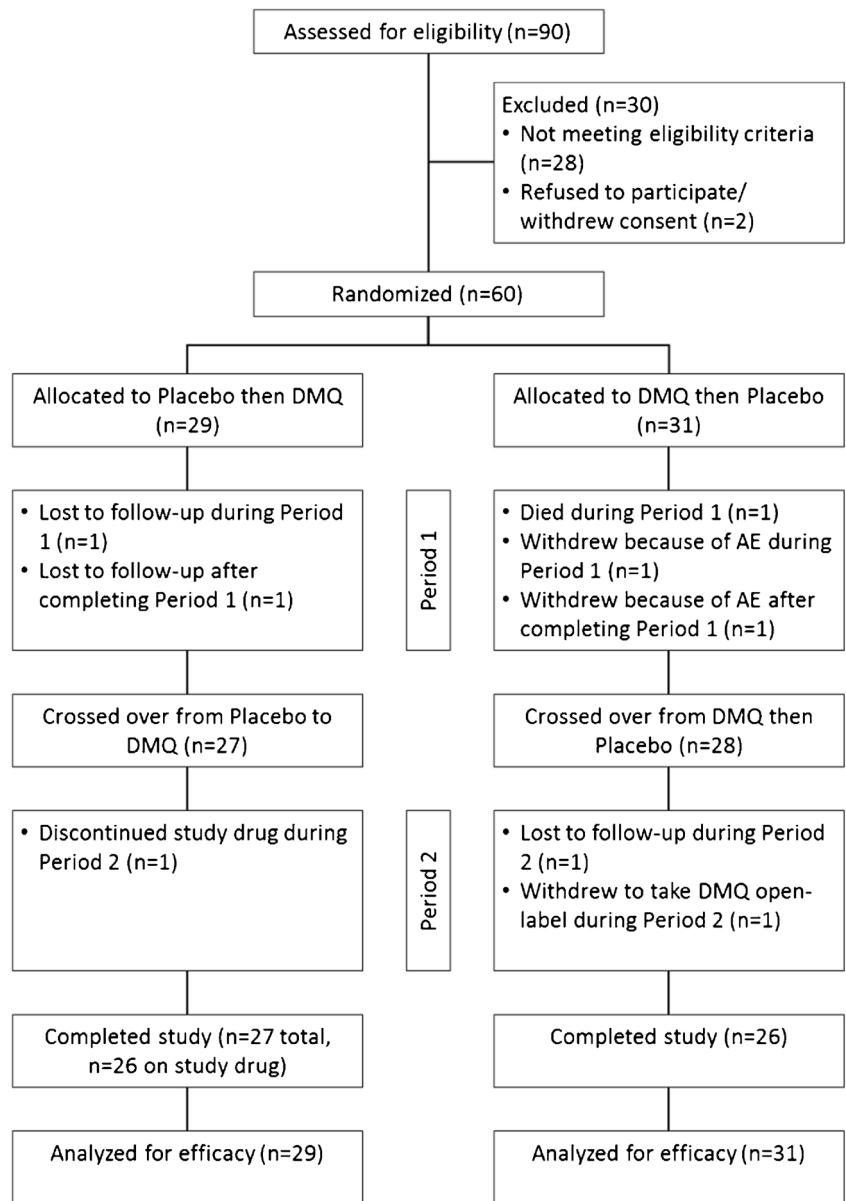 Assessed for eligibility (n=90)
Excluded (n=30)
• Not meeting eligibility criteria
(n=28)
• Refused to participate/
withdrew consent (n=2)
Randomized (n=60)
Allocated to Placebo then DMQ
(n=29)
Allocated to DMQ then Placebo
(n=31)
• Lost to follow-up during Period
1 (n=1)
• Lost to follow-up after
completing Period 1 (n=1)
Period 1
• Died during Period 1 (n=1)
• Withdrew because of AE during
Period 1 (n=1)
• Withdrew because of AE after
completing Period 1 (n=1)
Crossed over from Placebo to
DMQ (n=27)
Crossed over from DMQ then
Placebo (n=28)
• Discontinued study drug during
Period 2 (n=1)
Period 2
• Lost to follow-up during Period
2 (n=1)
• Withdrew to take DMQ open-
label during Period 2 (n=1)
Completed study (n=27 total,
n=26 on study drug)
Completed study (n=26)
Analyzed for efficacy (n=29)
Analyzed for efficacy (n=31)